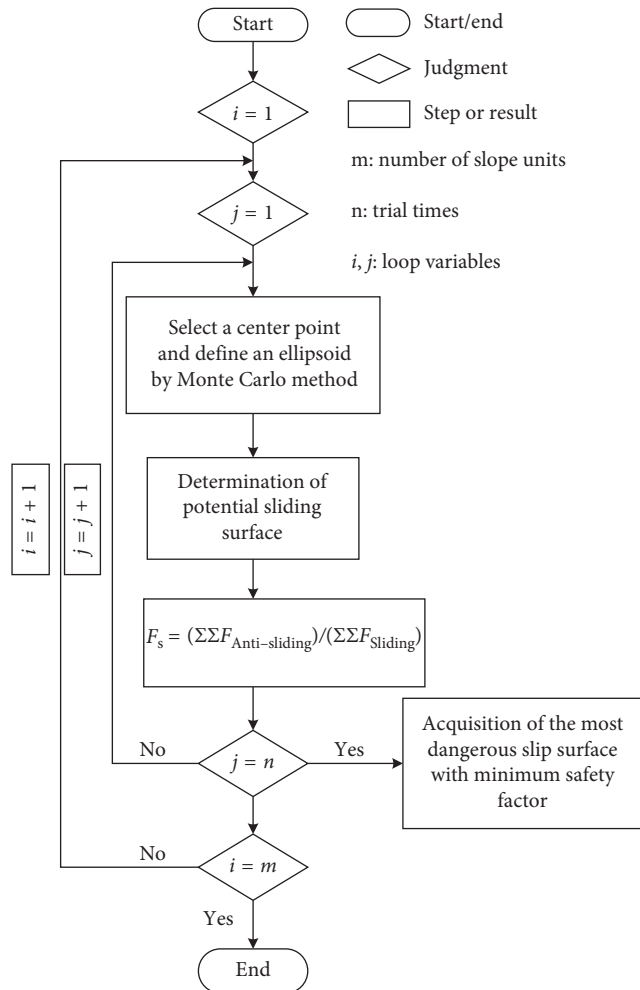 Start
Start/end
Judgment
i = 1
Step or result
m: number of slope units
j = 1
n: trial times
i, j: loop variables
Select a center point
and define an ellipsoid
by Monte Carlo method
i = i + 1
j = j + 1
Determination of
potential sliding
surface
Fs = (ΣΣFAnti–sliding)/(ΣΣFSliding)
No
j = n
Yes
Acquisition of the most
dangerous slip surface
with minimum safety
factor
No
i = m
Yes
End